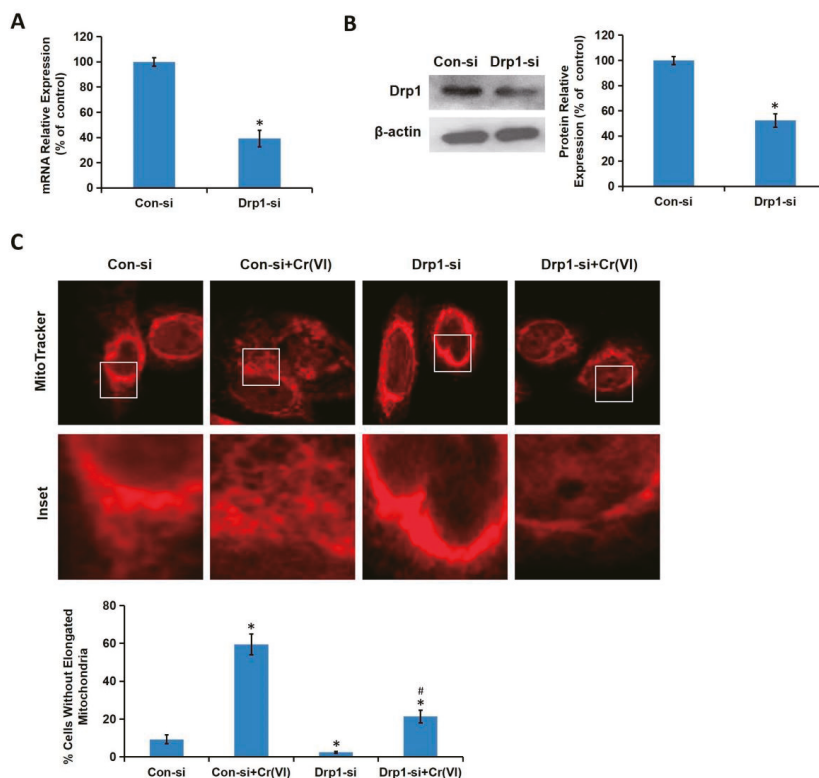 A
mRNA Relative Expression
(% of control)
120
100
80
60
40
20
0
*
Con-si
Drp1-si
B
Con-si Drp1-si
Drp1
β-actin
Protein Relative
Expression (% of control)
120
100
80
60
40
20
0
*
Con-si
Drp1-si
C
Con-si
Con-si+Cr(VI)
Drp1-si
Drp1-si+Cr(VI)
MitoTracker
Inset
% Cells Without Elongated
Mitochondria
80
60
40
20
0
*
*
#
*
Con-si
Con-si+Cr(VI)
Drp1-si
Drp1-si+Cr(VI)